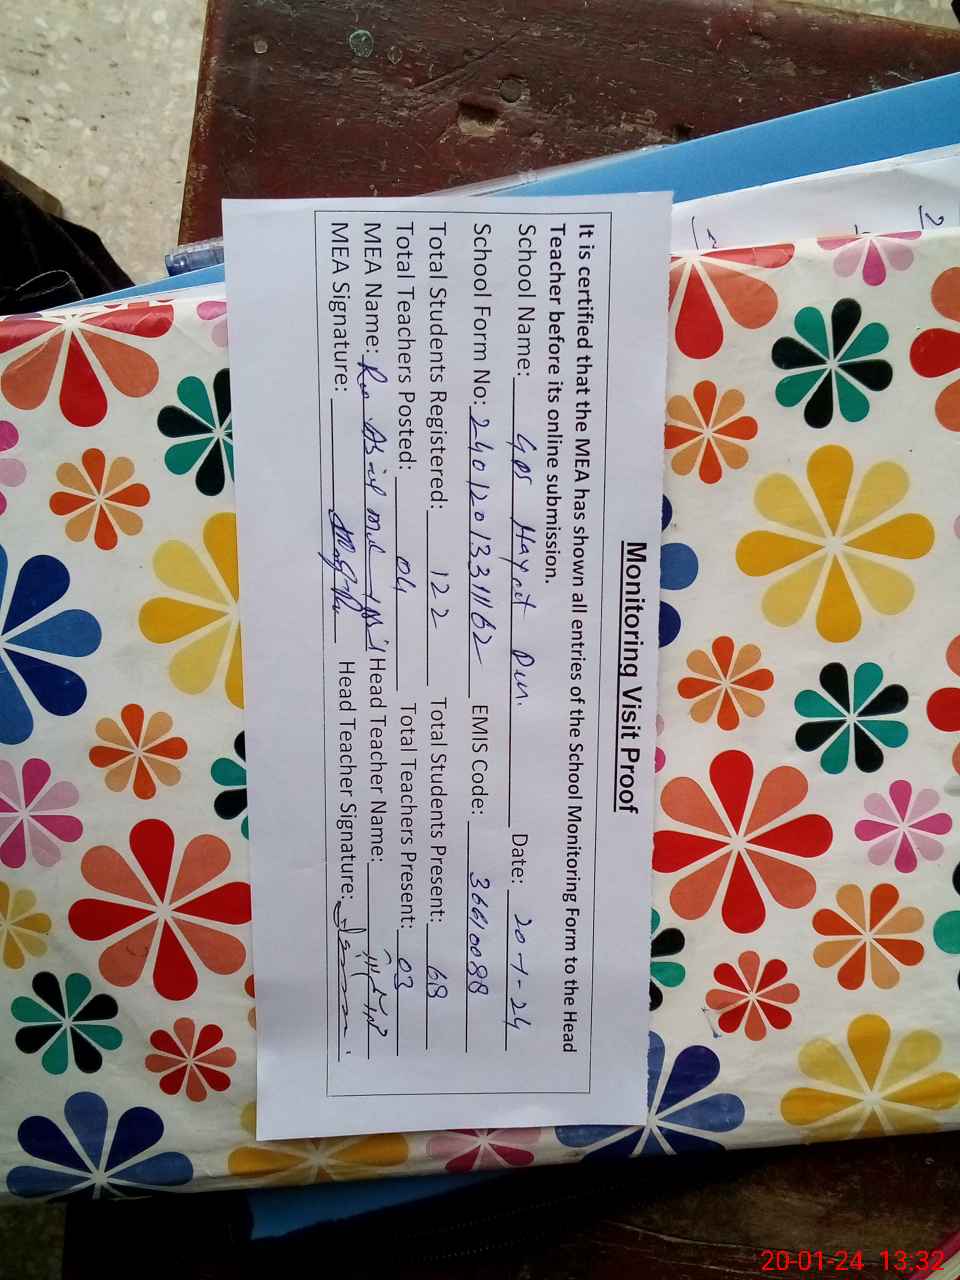 Monitoring Visit Proof
It is certified that the MEA has shown all entries of the School Monitoring Form to the Head
Teacher before its online submission.
School Name: GPS Hayat Din. Date: 20-1-24
School Form No: 240120133162 EMIS Code: 36610088
Total Students Registered: 122 Total Students Present: 68
Total Teachers Posted: 04 Total Teachers Present: 03
MEA Name: Head Teacher Name:
MEA Signature: Head Teacher Signature:
20-01-24 13:32